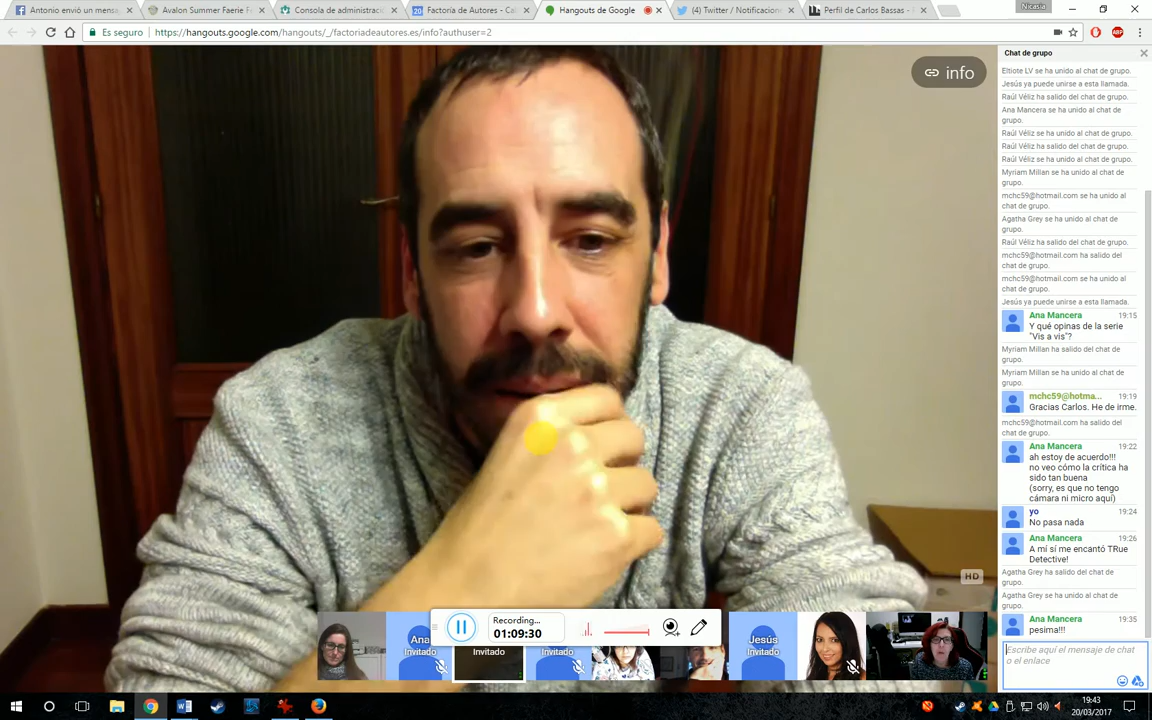 Antonio envió un mensa
Avalon Summer Faerie F
Consola de administrac
Factoría de Autores - Cal
Hangouts de Google
(4) Twitter / Notificacion
Perfil de Carlos Bassas -
Nicasia
Es seguro
https://hangouts.google.com/hangouts/_/factoriadeautores.es/info?authuser=2
info
Chat de grupo
Eltiote LV se ha unido al chat de grupo.
Jesús ya puede unirse a esta llamada.
Raúl Véliz ha salido del chat de grupo.
Ana Mancera se ha unido al chat de
grupo.
Raúl Véliz se ha unido al chat de grupo.
Raúl Véliz ha salido del chat de grupo.
Raúl Véliz se ha unido al chat de grupo.
Myriam Millan se ha unido al chat de
grupo.
mchc59@hotmail.com se ha unido al
chat de grupo.
Agatha Grey se ha unido al chat de
grupo.
Raúl Véliz ha salido del chat de grupo.
mchc59@hotmail.com ha salido del
chat de grupo.
mchc59@hotmail.com se ha unido al
chat de grupo.
Jesús ya puede unirse a esta llamada.
Ana Mancera 19:15
Y qué opinas de la serie
"Vis a vis"?
Myriam Millan ha salido del chat de
grupo.
Myriam Millan se ha unido al chat de
grupo.
mchc59@hotma... 19:19
Gracias Carlos. He de irme.
mchc59@hotmail.com ha salido del
chat de grupo.
Ana Mancera 19:22
ah estoy de acuerdo!!!
no veo cómo la crítica ha
sido tan buena
(sorry, es que no tengo
cámara ni micro aquí)
yo 19:24
No pasa nada
Ana Mancera 19:26
A mí sí me encantó TRue
Detective!
Agatha Grey ha salido del chat de
grupo.
Agatha Grey se ha unido al chat de
grupo.
Ana Mancera 19:35
pesima!!!
Escribe aquí el mensaje de chat
o el enlace
HD
Recording...
01:09:30
Ana
Invitado
Invitado
Invitado
Jesús
Invitado
19:43
20/03/2017